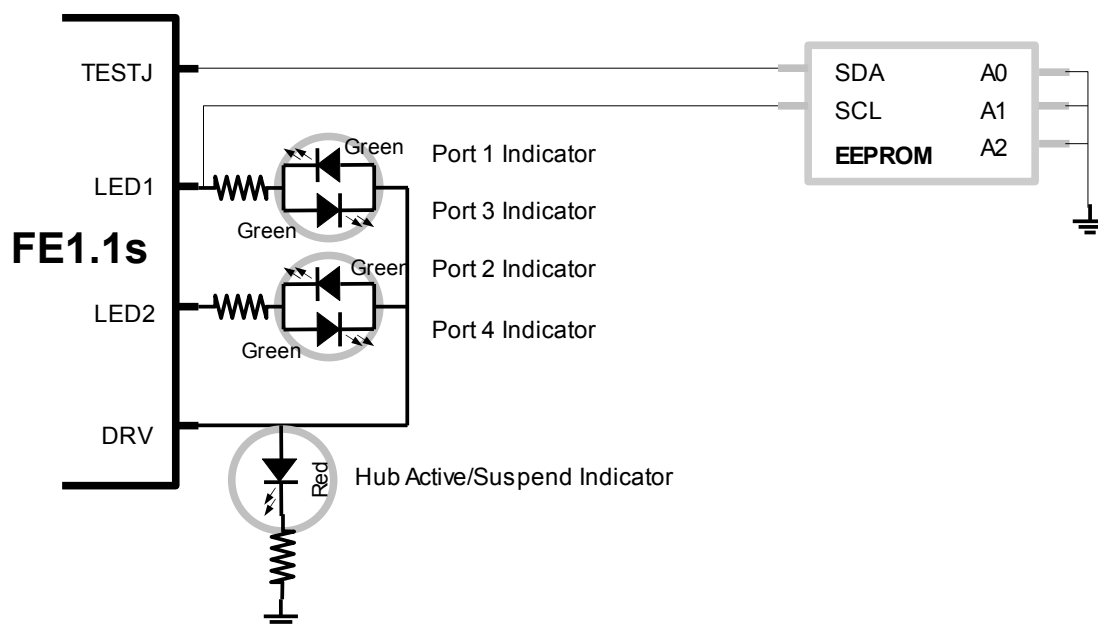 TESTJ
SDA A0
SCL A1
EEPROM A2
Green Port 1 Indicator
LED1
Port 3 Indicator
Green
FE1.1s
Green Port 2 Indicator
LED2
Port 4 Indicator
Green
DRV
Red
Hub Active/Suspend Indicator